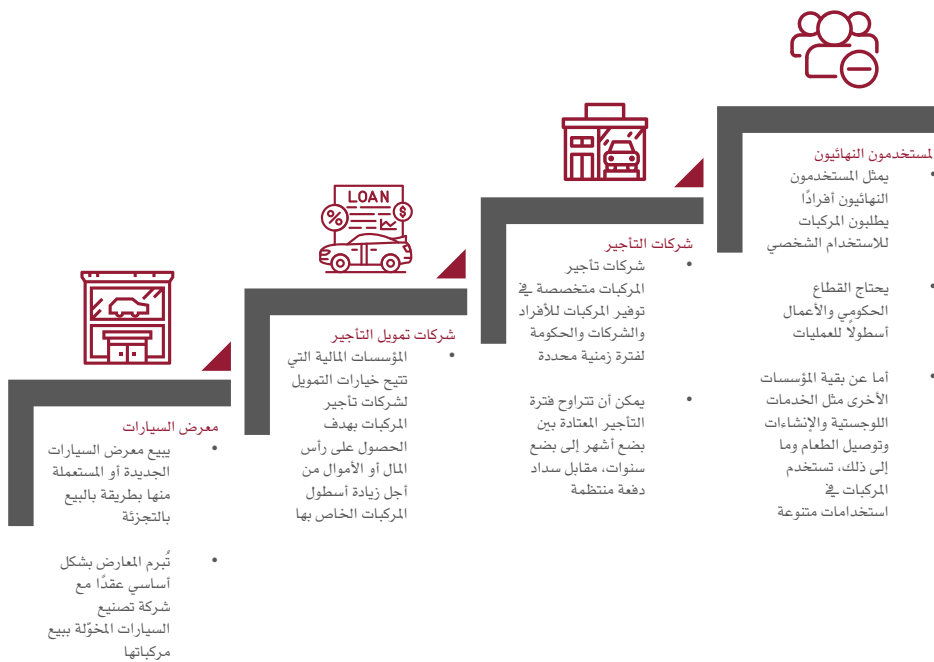 LOAN
%
$
المستخدمون النهائيون
• يمثل المستخدمون
النهائيون أفرادًا
يطلبون المركبات
للاستخدام الشخصي
• يحتاج القطاع
الحكومي والأعمال
أسطولًا للعمليات
• أما عن بقية المؤسسات
الأخرى مثل الخدمات
اللوجستية والإنشاءات
وتوصيل الطعام وما
إلى ذلك، تستخدم
المركبات في
استخدامات متنوعة
شركات التأجير
• شركات تأجير
المركبات متخصصة في
توفير المركبات للأفراد
والشركات والحكومة
لفترة زمنية محددة
• يمكن أن تتراوح فترة
التأجير المعتادة بين
بضع أشهر إلى بضع
سنوات، مقابل سداد
دفعة منتظمة
شركات تمويل التأجير
• المؤسسات المالية التي
تتيح خيارات التمويل
لشركات تأجير
المركبات بهدف
الحصول على رأس
المال أو الأموال من
أجل زيادة أسطول
المركبات الخاص بها
معرض السيارات
• يبيع معرض السيارات
الجديدة أو المستعملة
منها بطريقة بالبيع
بالتجزئة
• تُبرم المعارض بشكل
أساسي عقدًا مع
شركة تصنيع
السيارات المخوّلة ببيع
مركباتها